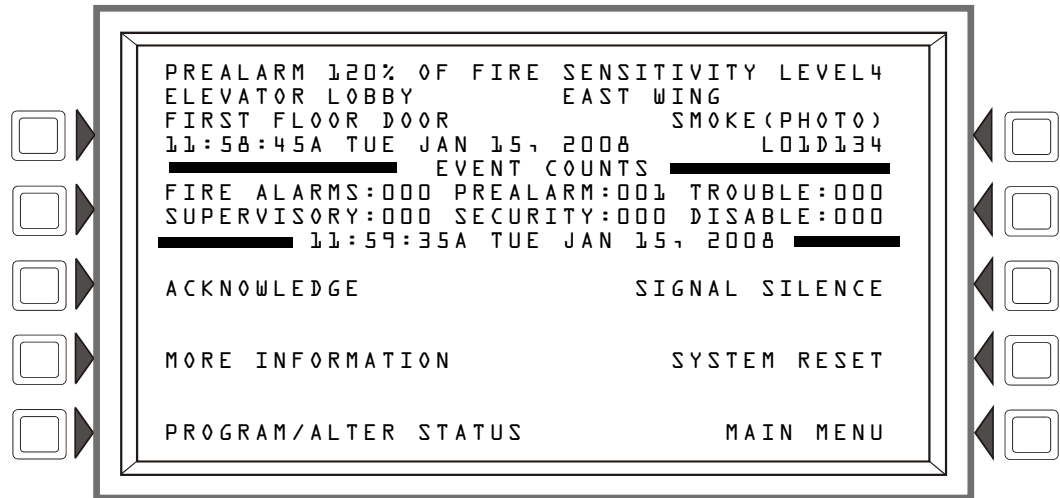 PREALARM 120% OF FIRE SENSITIVITY LEVEL4
ELEVATOR LOBBY EAST WING
FIRST FLOOR DOOR SMOKE(PHOTO)
11:58:45A TUE JAN 15, 2008 L01D134
EVENT COUNTS
FIRE ALARMS:000 PREALARM:001 TROUBLE:000
SUPERVISORY:000 SECURITY:000 DISABLE:000
11:59:35A TUE JAN 15, 2008
ACKNOWLEDGE SIGNAL SILENCE
MORE INFORMATION SYSTEM RESET
PROGRAM/ALTER STATUS MAIN MENU